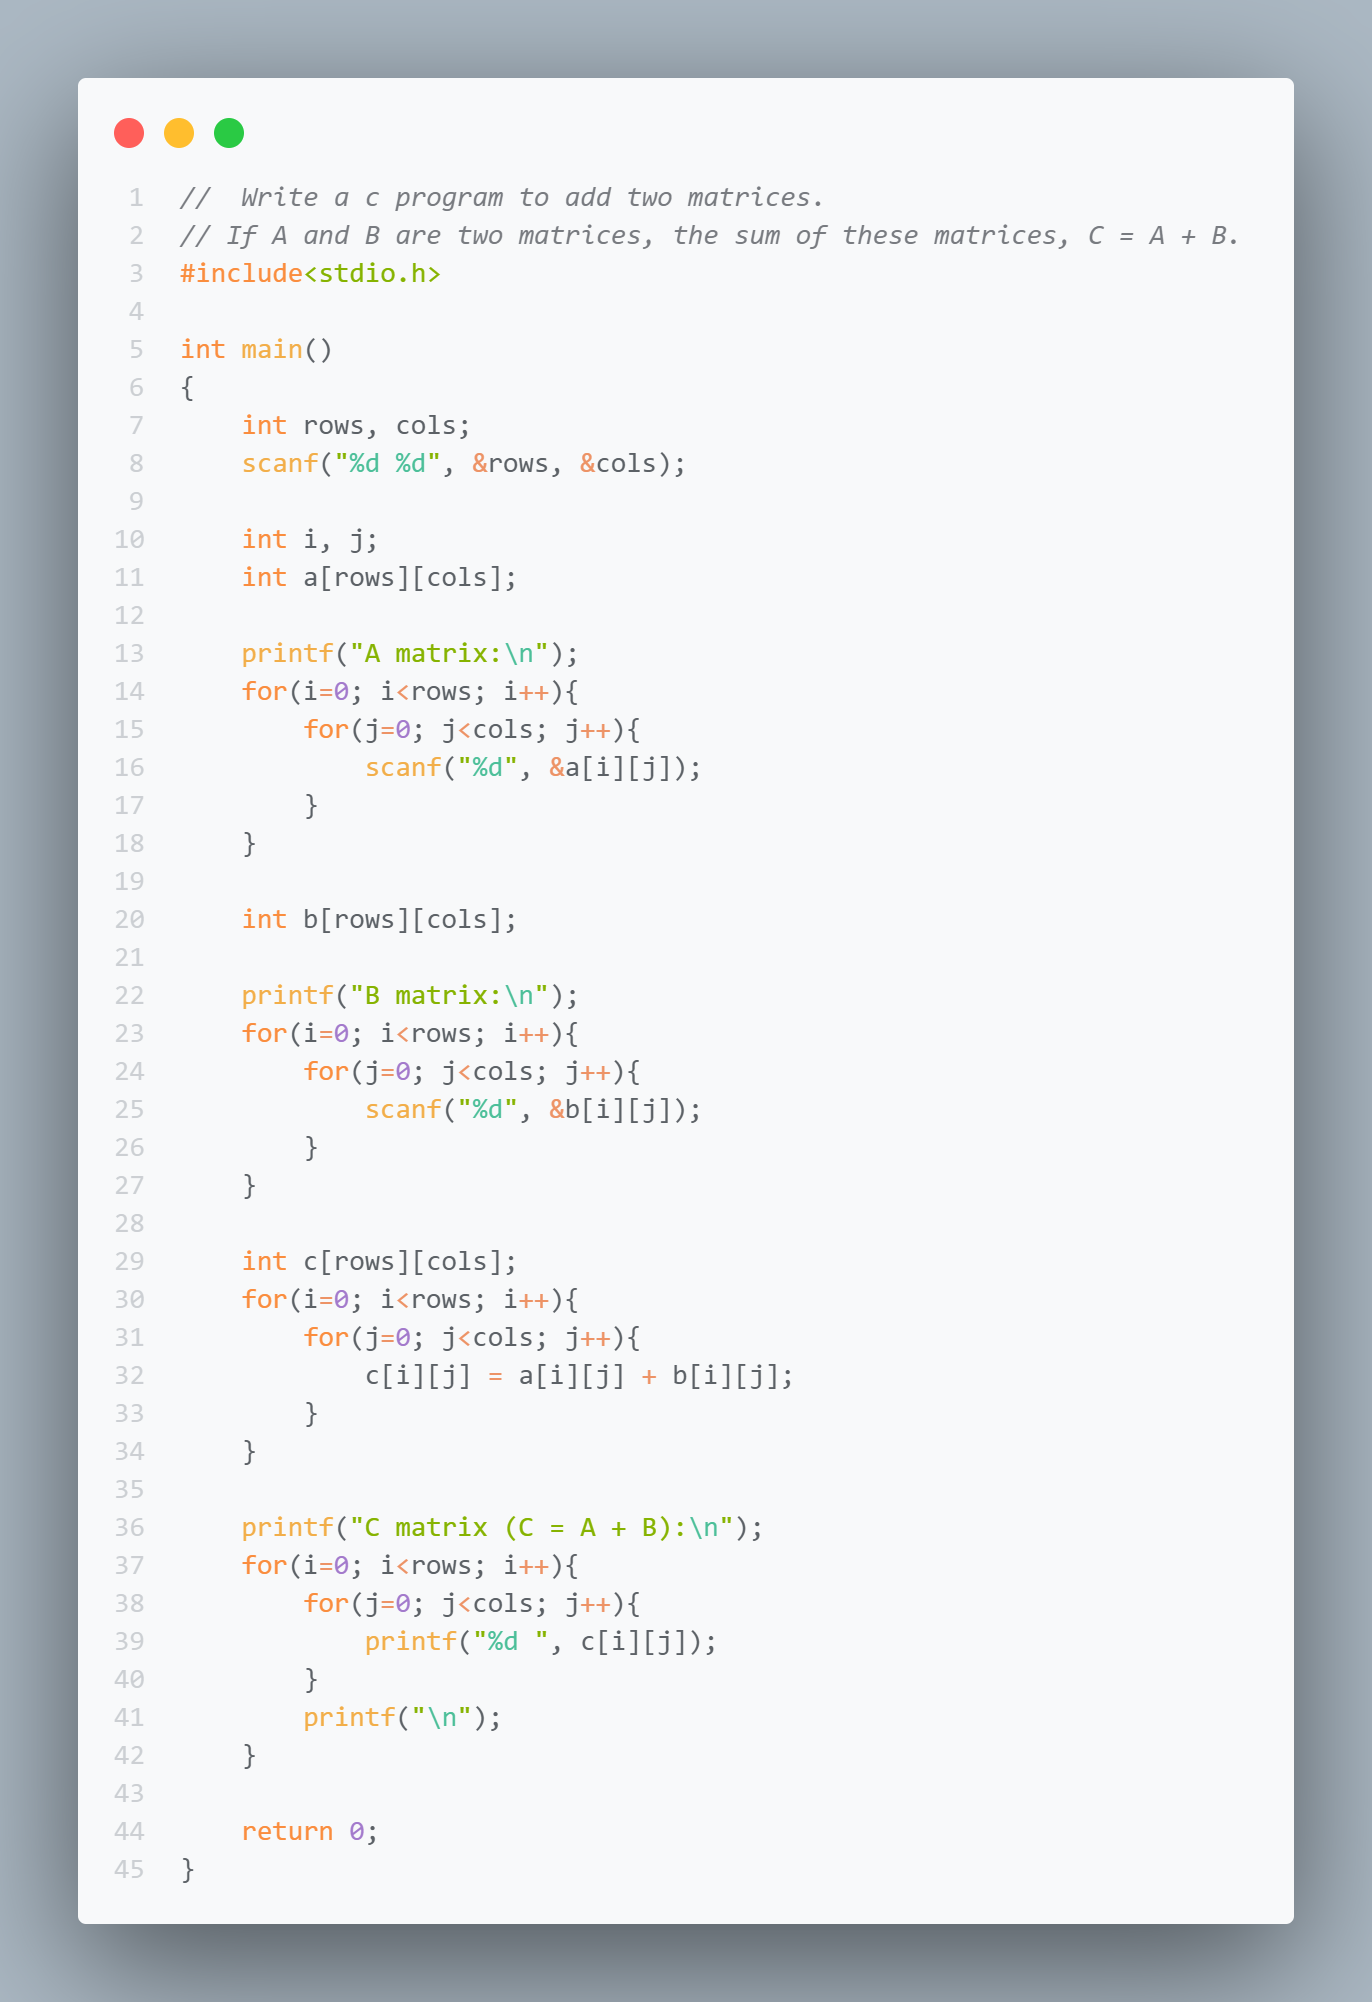 1 //  Write a c program to add two matrices.
2 // If A and B are two matrices, the sum of these matrices, C = A + B.
3 #include<stdio.h>
4
5 int main()
6 {
7     int rows, cols;
8     scanf("%d %d", &rows, &cols);
9
10     int i, j;
11     int a[rows][cols];
12
13     printf("A matrix:\n");
14     for(i=0; i<rows; i++){
15         for(j=0; j<cols; j++){
16             scanf("%d", &a[i][j]);
17         }
18     }
19
20     int b[rows][cols];
21
22     printf("B matrix:\n");
23     for(i=0; i<rows; i++){
24         for(j=0; j<cols; j++){
25             scanf("%d", &b[i][j]);
26         }
27     }
28
29     int c[rows][cols];
30     for(i=0; i<rows; i++){
31         for(j=0; j<cols; j++){
32             c[i][j] = a[i][j] + b[i][j];
33         }
34     }
35
36     printf("C matrix (C = A + B):\n");
37     for(i=0; i<rows; i++){
38         for(j=0; j<cols; j++){
39             printf("%d ", c[i][j]);
40         }
41         printf("\n");
42     }
43
44     return 0;
45 }